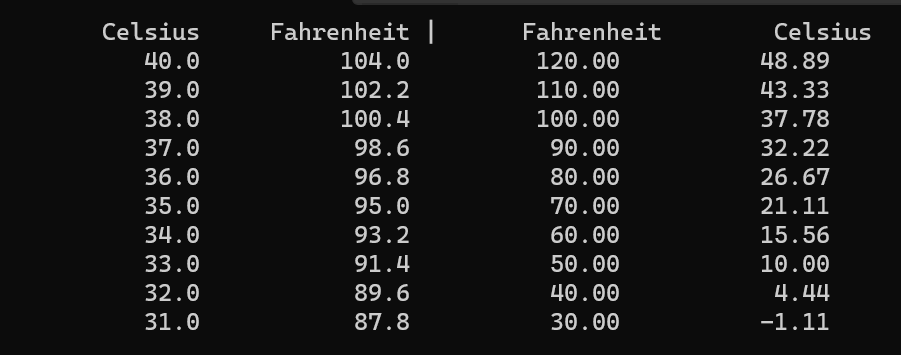 Celsius Fahrenheit | Fahrenheit Celsius
40.0 104.0 120.00 48.89
39.0 102.2 110.00 43.33
38.0 100.4 100.00 37.78
37.0 98.6 90.00 32.22
36.0 96.8 80.00 26.67
35.0 95.0 70.00 21.11
34.0 93.2 60.00 15.56
33.0 91.4 50.00 10.00
32.0 89.6 40.00 4.44
31.0 87.8 30.00 -1.11